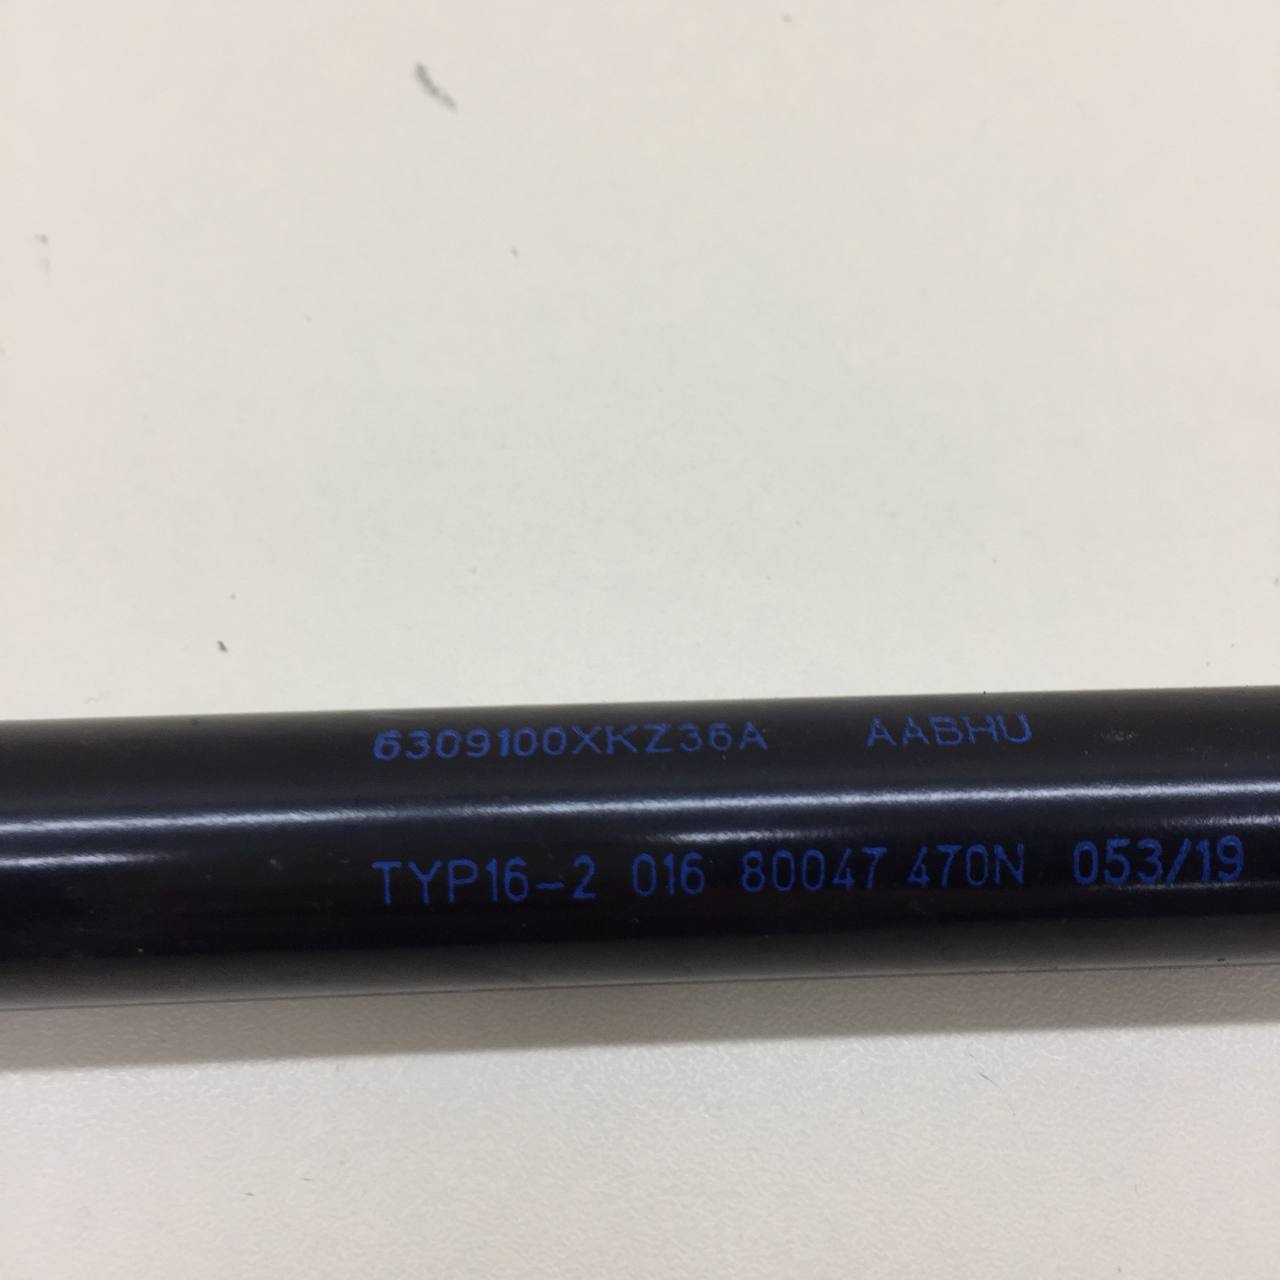 6309100XKZ36A AABHU
TYP16-2 016 80047 470N 053/19